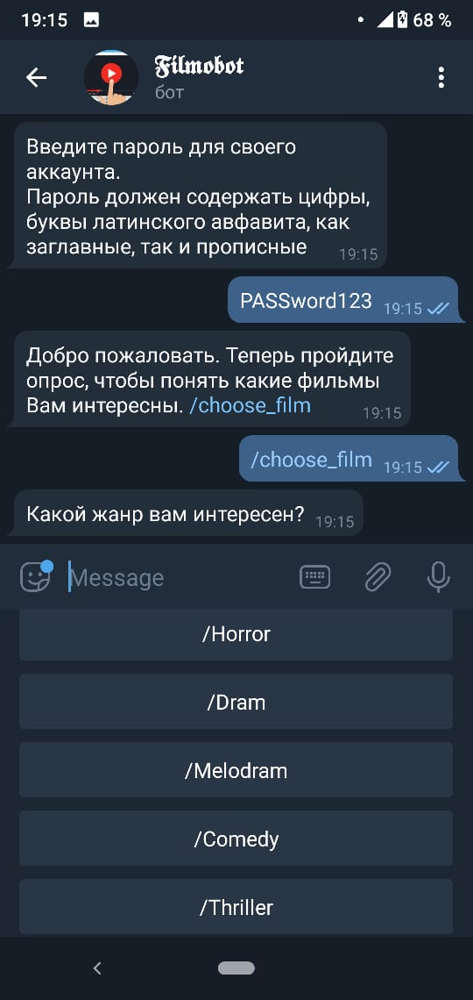 19:15
68 %
Filmobot
бот
Введите пароль для своего
аккаунта.
Пароль должен содержать цифры,
буквы латинского авфавита, как
заглавные, так и прописные 19:15
PASSword123 19:15
Добро пожаловать. Теперь пройдите
опрос, чтобы понять какие фильмы
Вам интересны. /choose_film 19:15
/choose_film 19:15
Какой жанр вам интересен? 19:15
Message
/Horror
/Dram
/Melodram
/Comedy
/Thriller